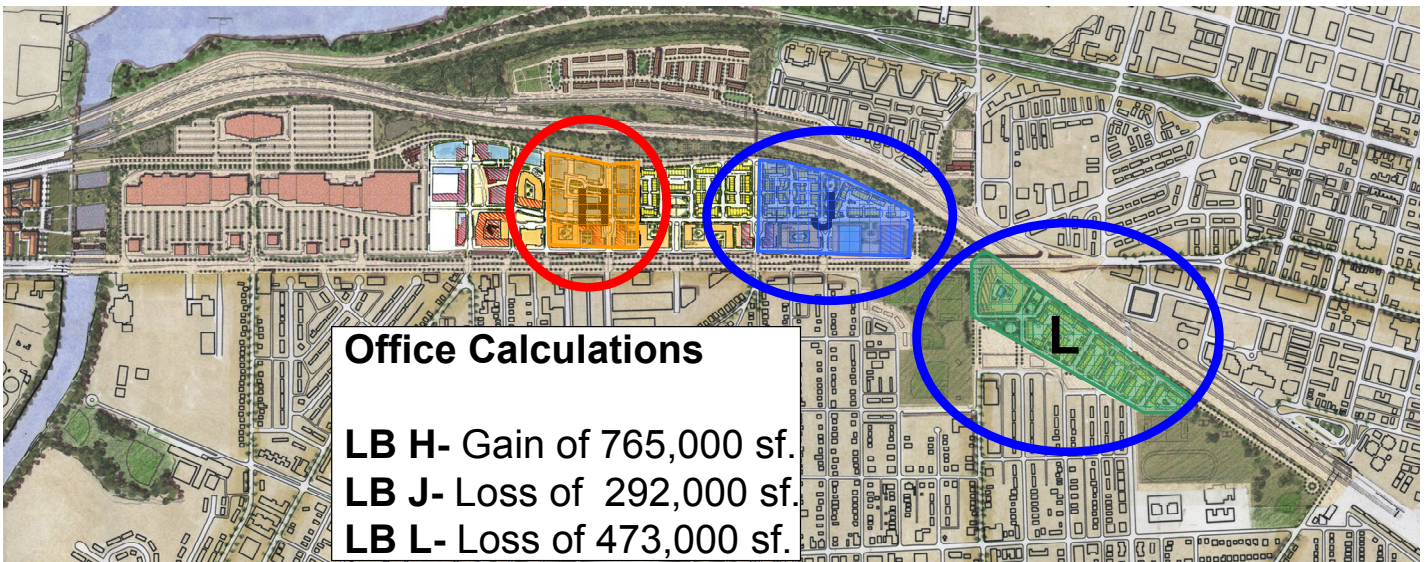 H
J
L
Office Calculations
LB H- Gain of 765,000 sf.
LB J- Loss of  292,000 sf.
LB L- Loss of 473,000 sf.